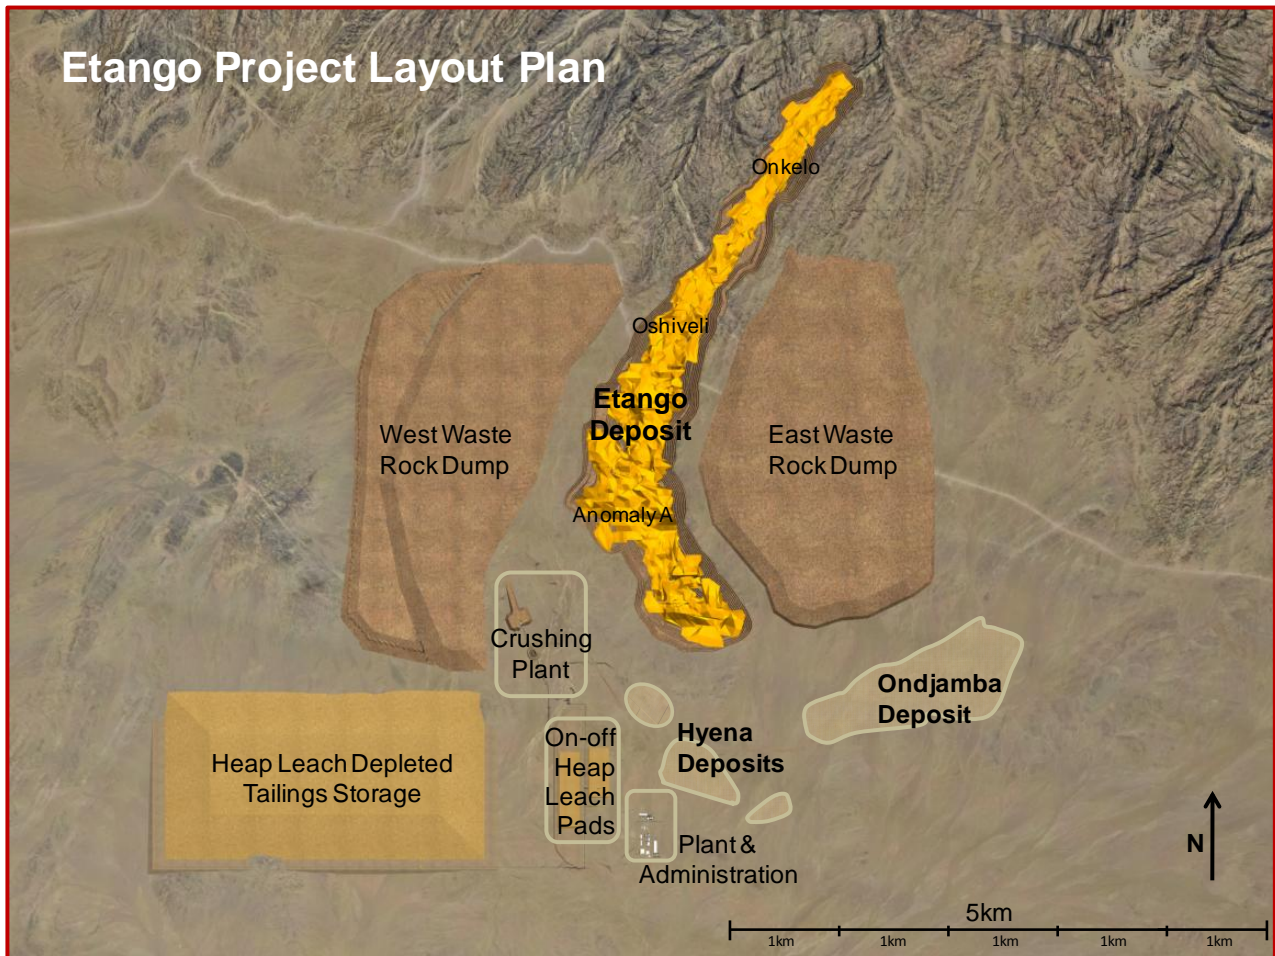 Etango Project Layout Plan
Onkelo
Oshiveli
Etango
Deposit
West Waste
Rock Dump
East Waste
Rock Dump
Anomaly A
Crushing
Plant
Ondjamba
Deposit
Hyena
Deposits
On-off
Heap
Leach
Pads
Heap Leach Depleted
Tailings Storage
Plant &
Administration
N
5km
1km 1km 1km 1km 1km